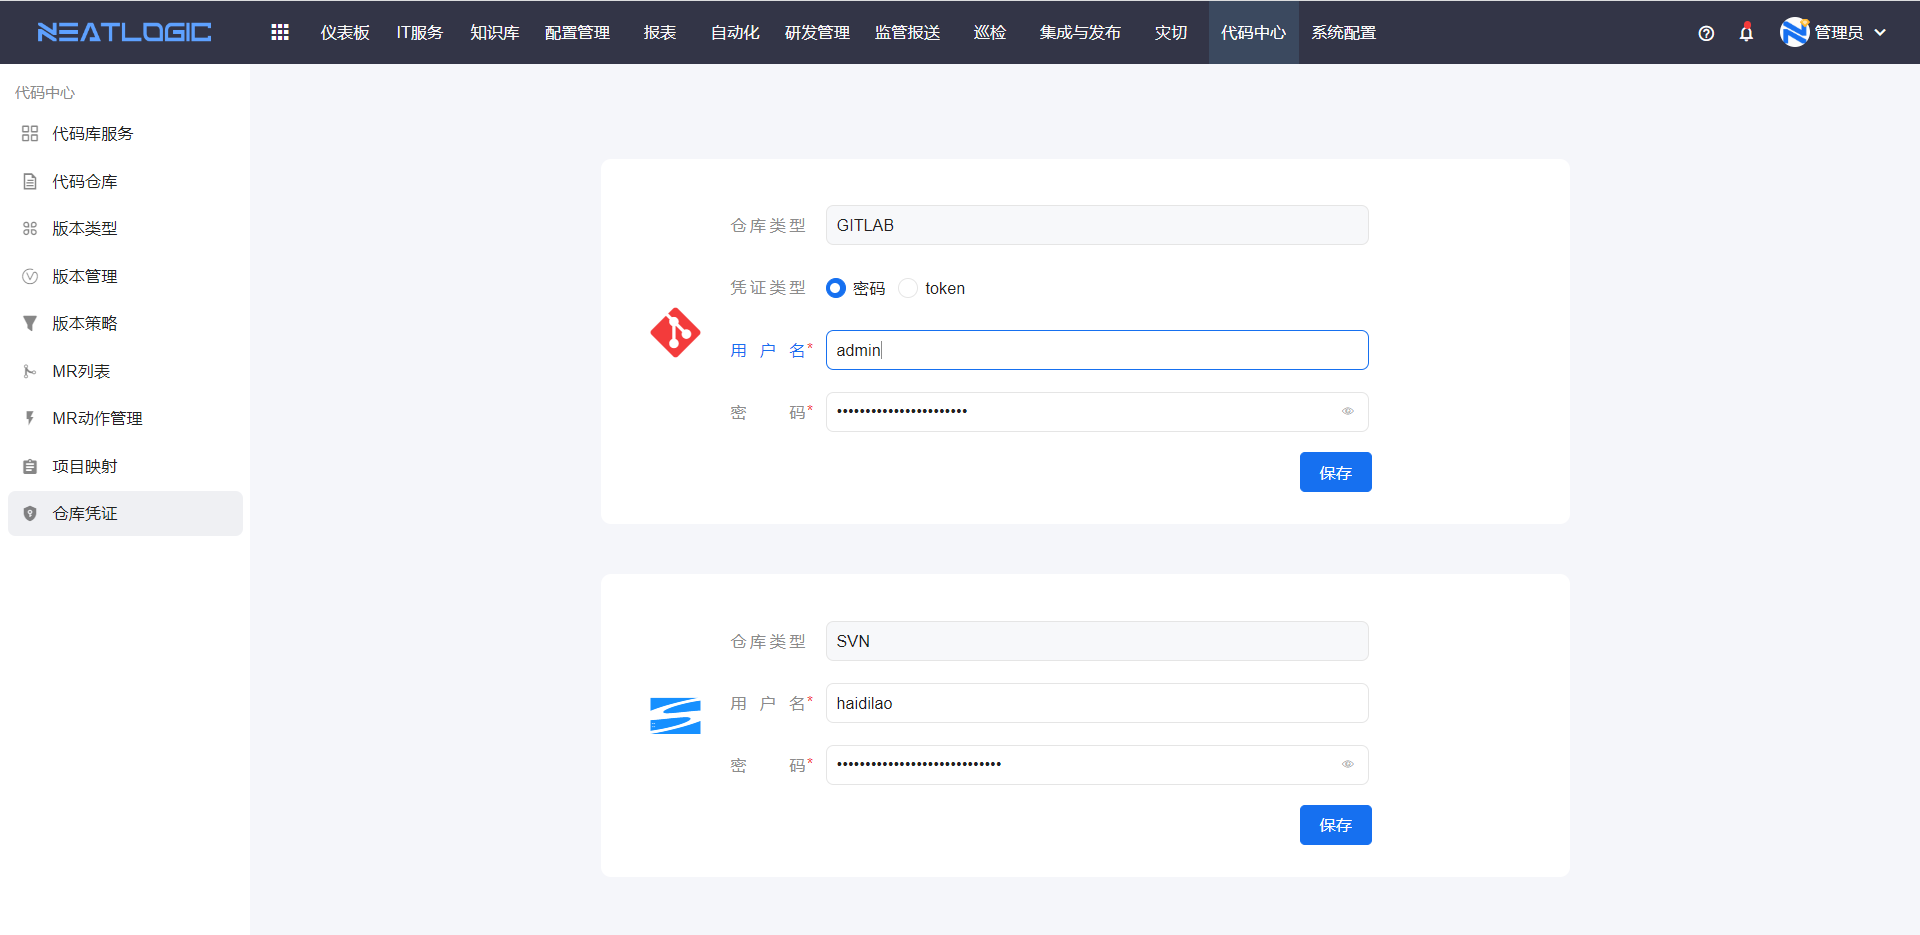 NEATLOGIC 仪表板 IT服务 知识库 配置管理 报表 自动化 研发管理 监管报送 巡检 集成与发布 灾切 代码中心 系统配置 管理员
代码中心
代码库服务
代码仓库
版本类型
版本管理
版本策略
MR列表
MR动作管理
项目映射
仓库凭证
仓库类型 GITLAB
凭证类型 密码 token
用户名* admin
密码* •••••••••••••••••••••••
保存
仓库类型 SVN
用户名* haidilao
密码* •••••••••••••••••••••••••••••
保存